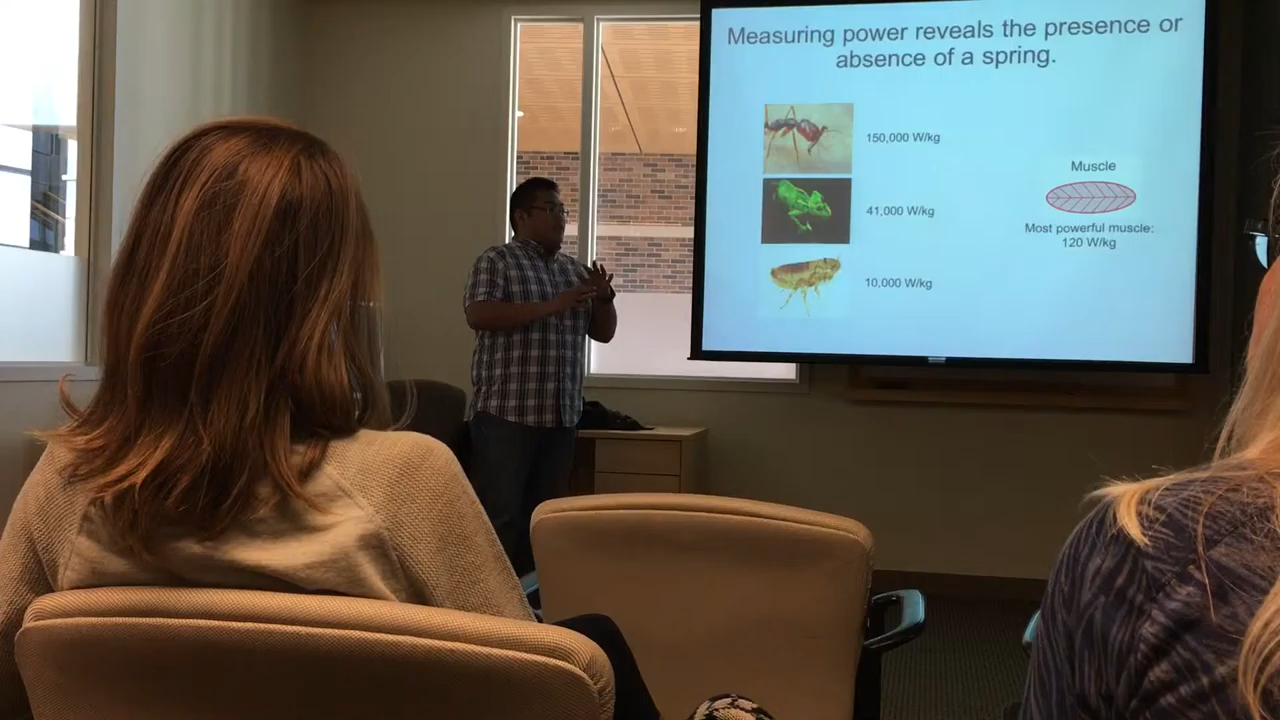 Measuring power reveals the presence or
absence of a spring.
150,000 W/kg
41,000 W/kg
10,000 W/kg
Muscle
Most powerful muscle:
120 W/kg